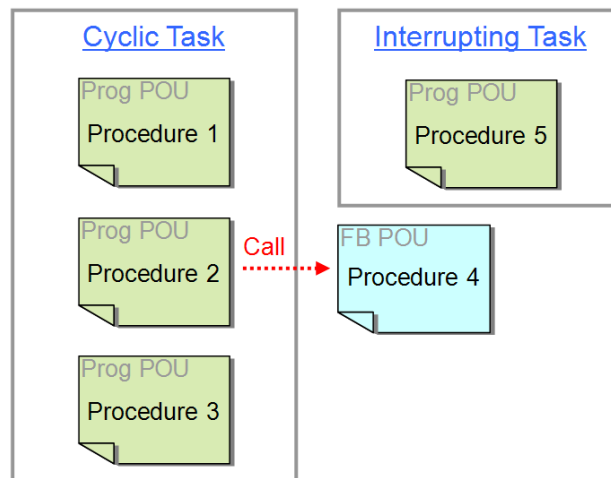 Cyclic Task
Prog POU
Procedure 1
Prog POU
Procedure 2
Call
Prog POU
Procedure 3
Interrupting Task
Prog POU
Procedure 5
FB POU
Procedure 4